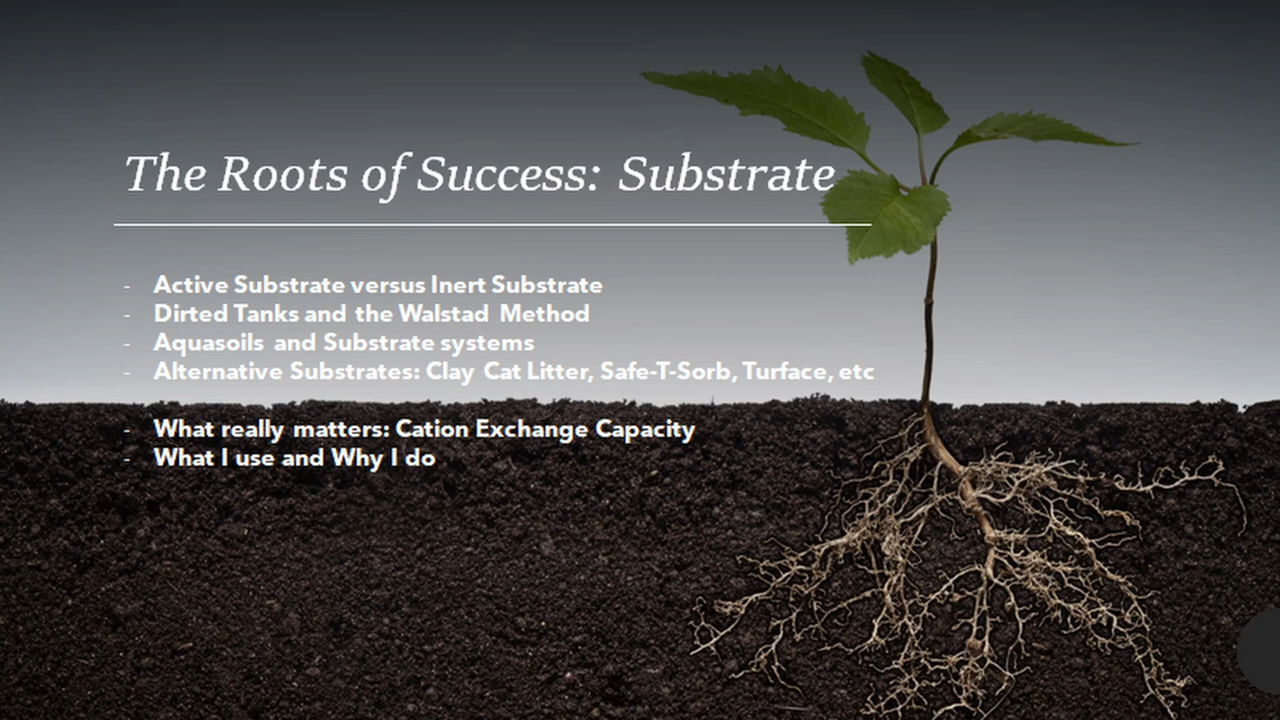 The Roots of Success: Substrate
- Active Substrate versus Inert Substrate
- Dirted Tanks and the Walstad Method
- Aquasoils and Substrate systems
- Alternative Substrates: Clay Cat Litter, Safe-T-Sorb, Turface, etc
- What really matters: Cation Exchange Capacity
- What I use and Why I do